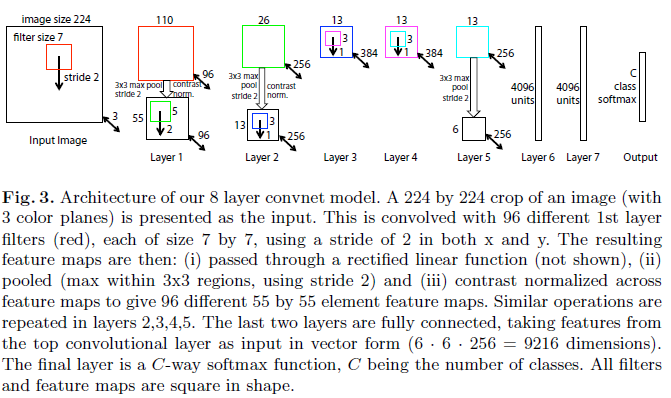 image size 224
110
26
13
13
13
filter size 7
stride 2
3
Input Image
96
3x3 max pool
stride 2
contrast
norm.
55
5
2
96
Layer 1
256
3x3 max
pool
stride 2
contrast
norm.
13
3
1
256
Layer 2
3
1
384
Layer 3
3
1
384
Layer 4
256
3x3 max
pool
stride 2
6
256
Layer 5
4096
units
Layer 6
4096
units
Layer 7
C
class
softmax
Output
Fig. 3. Architecture of our 8 layer convnet model. A 224 by 224 crop of an image (with
3 color planes) is presented as the input. This is convolved with 96 different 1st layer
filters (red), each of size 7 by 7, using a stride of 2 in both x and y. The resulting
feature maps are then: (i) passed through a rectified linear function (not shown), (ii)
pooled (max within 3x3 regions, using stride 2) and (iii) contrast normalized across
feature maps to give 96 different 55 by 55 element feature maps. Similar operations are
repeated in layers 2,3,4,5. The last two layers are fully connected, taking features from
the top convolutional layer as input in vector form (6 · 6 · 256 = 9216 dimensions).
The final layer is a C-way softmax function, C being the number of classes. All filters
and feature maps are square in shape.